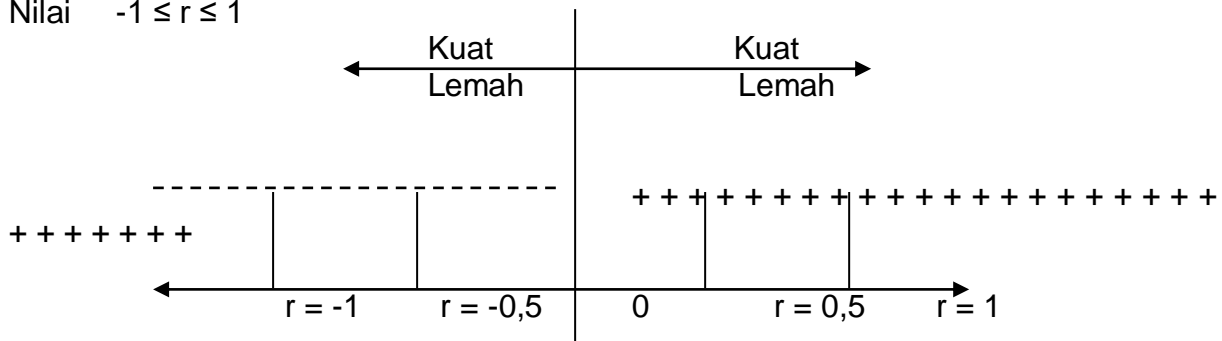 Nilai -1 ≤ r ≤ 1
Kuat Kuat
Lemah Lemah
- - - - - - - - - - - - - - - - - - - - - - - - - - -
+ + + + + + + + + + + + + + + + + + + + +
+ + + + + + +
r = -1 r = -0,5 0 r = 0,5 r = 1